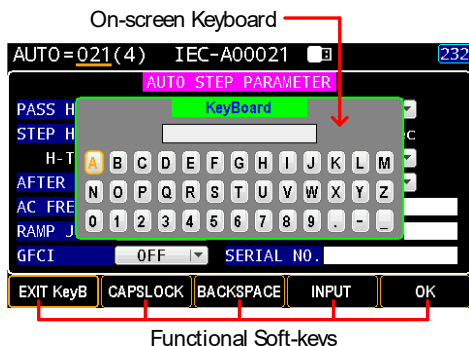 On-screen Keyboard
AUTO=021(4) IEC-A00021 232
AUTO STEP PARAMETER
PASS H
KeyBoard
STEP H
H-T
A B C D E F G H I J K L M
AFTER
N O P Q R S T U V W X Y Z
AC FRE
0 1 2 3 4 5 6 7 8 9 . - _
RAMP J
GFCI OFF SERIAL NO.
EXIT KeyB CAPSLOCK BACKSPACE INPUT OK
Functional Soft-keys